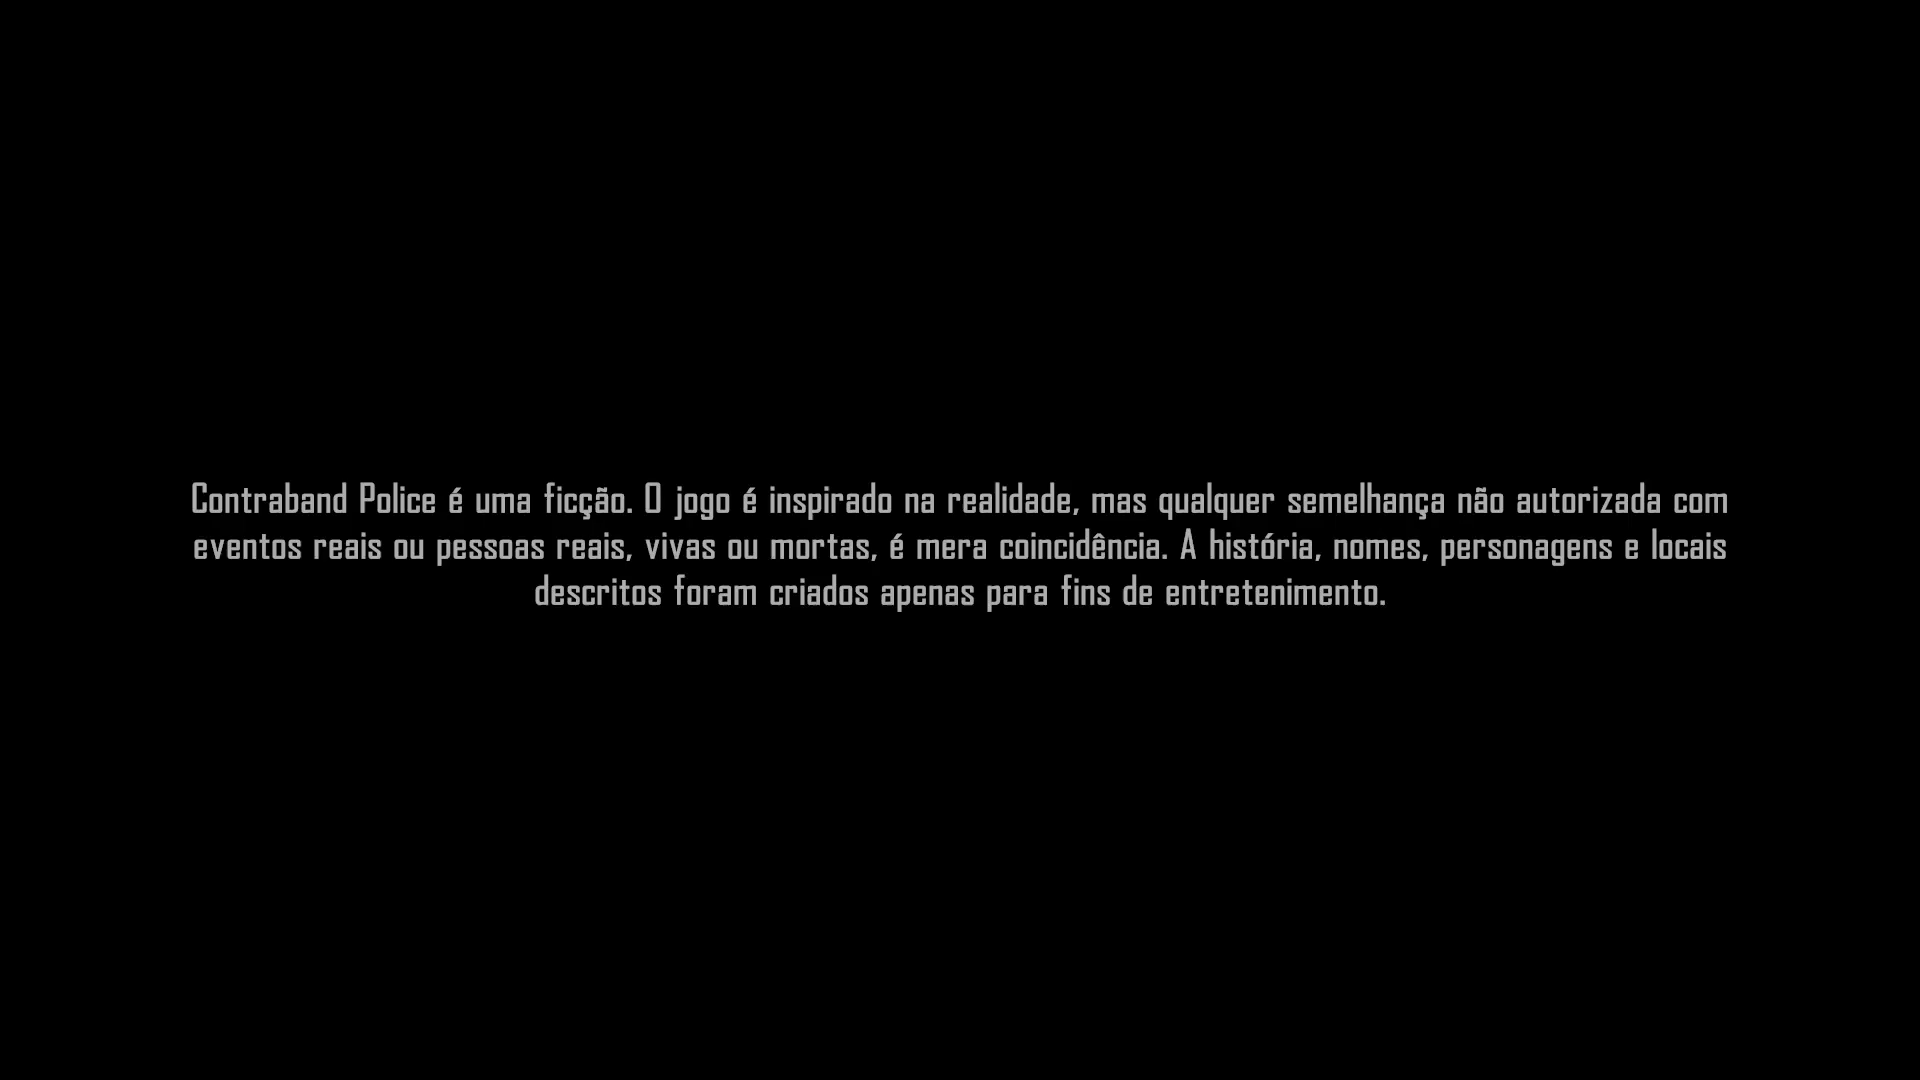 Contraband Police é uma ficção. O jogo é inspirado na realidade, mas qualquer semelhança não autorizada com
eventos reais ou pessoas reais, vivas ou mortas, é mera coincidência. A história, nomes, personagens e locais
descritos foram criados apenas para fins de entretenimento.